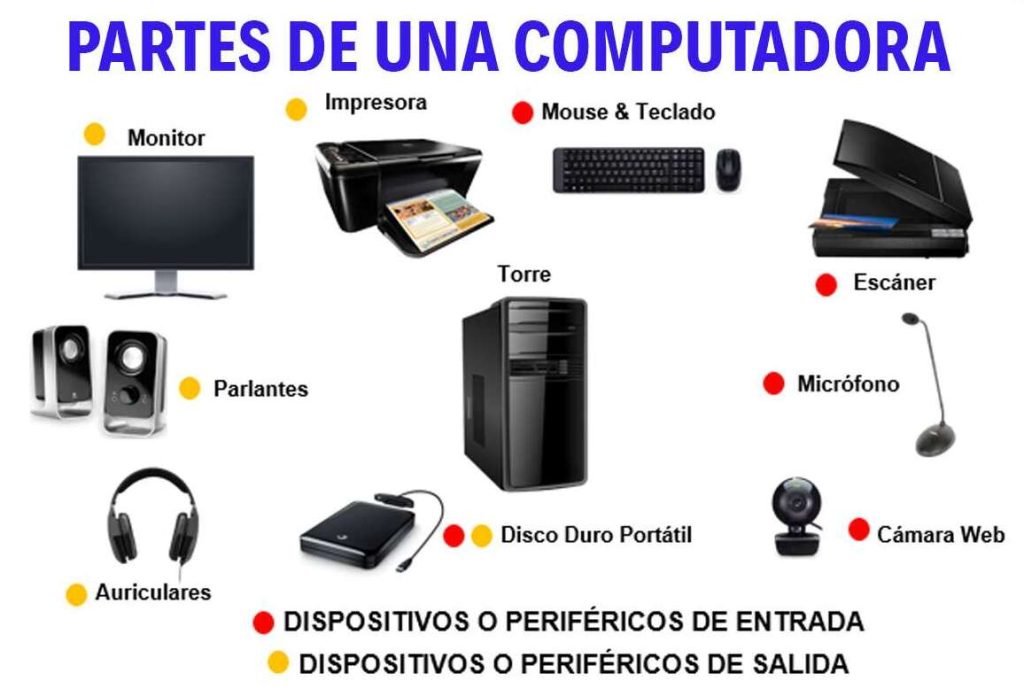 PARTES DE UNA COMPUTADORA
Impresora
Mouse & Teclado
Monitor
Torre
Escáner
Parlantes
Micrófono
Disco Duro Portátil
Cámara Web
Auriculares
DISPOSITIVOS O PERIFÉRICOS DE ENTRADA
DISPOSITIVOS O PERIFÉRICOS DE SALIDA